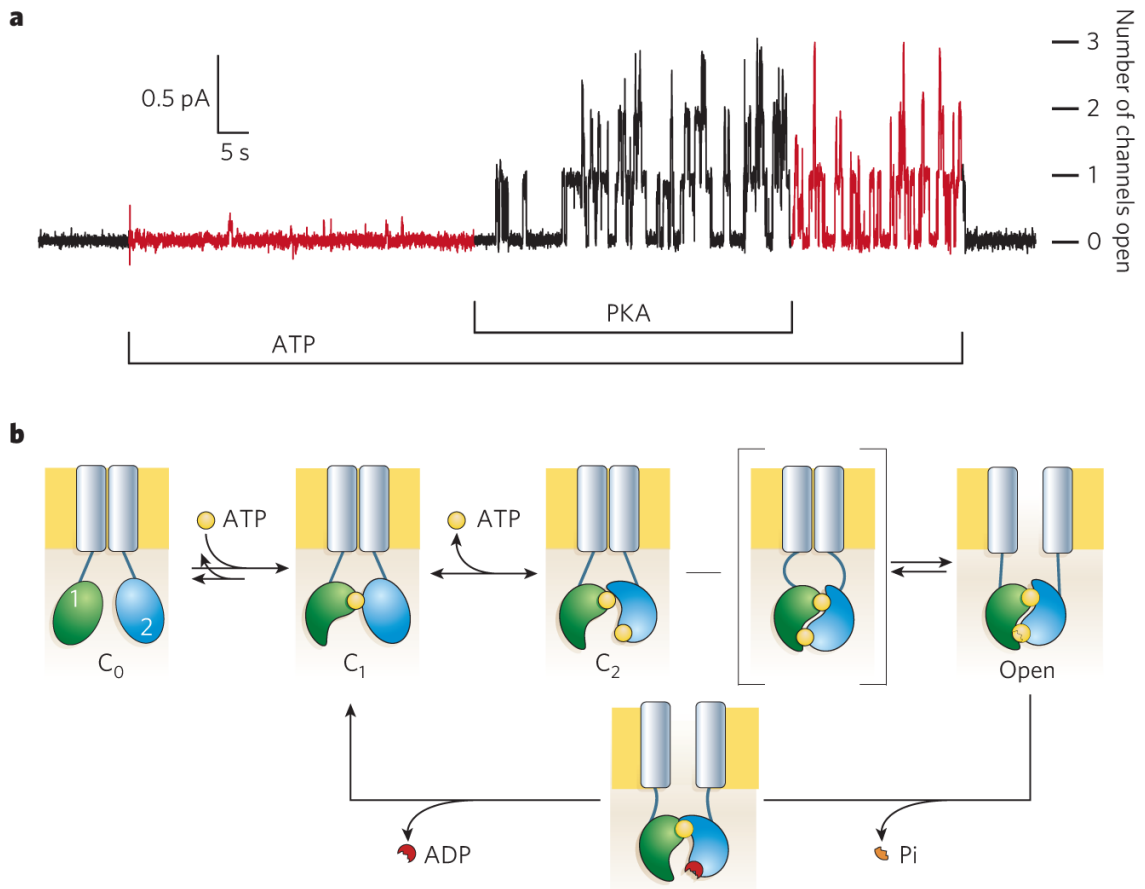 a
0.5 pA
5 s
3
2
1
0
Number of channels open
PKA
ATP
b
ATP
ATP
1
2
C₀
C₁
C₂
Open
ADP
Pi